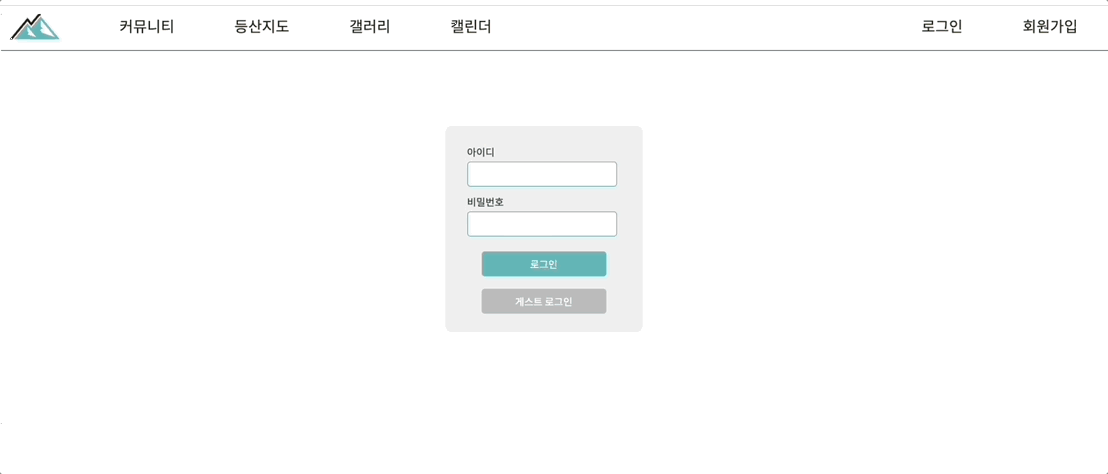 커뮤니티 등산지도 갤러리 캘린더 로그인 회원가입
아이디
비밀번호
로그인
게스트 로그인